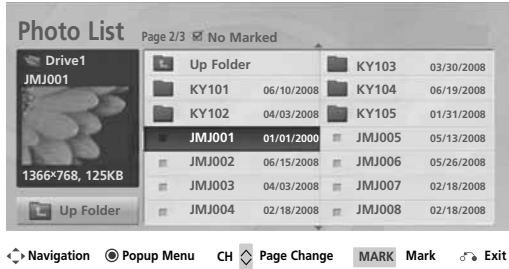 Photo List Page 2/3 No Marked
Drive1
JMJ001
1366×768, 125KB
Up Folder
Up Folder
KY101 06/10/2008
KY102 04/03/2008
JMJ001 01/01/2000
JMJ002 06/15/2008
JMJ003 04/03/2008
JMJ004 02/18/2008
KY103 03/30/2008
KY104 06/19/2008
KY105 01/31/2008
JMJ005 05/13/2008
JMJ006 05/26/2008
JMJ007 02/18/2008
JMJ008 02/18/2008
Navigation Popup Menu CH Page Change MARK Mark Exit